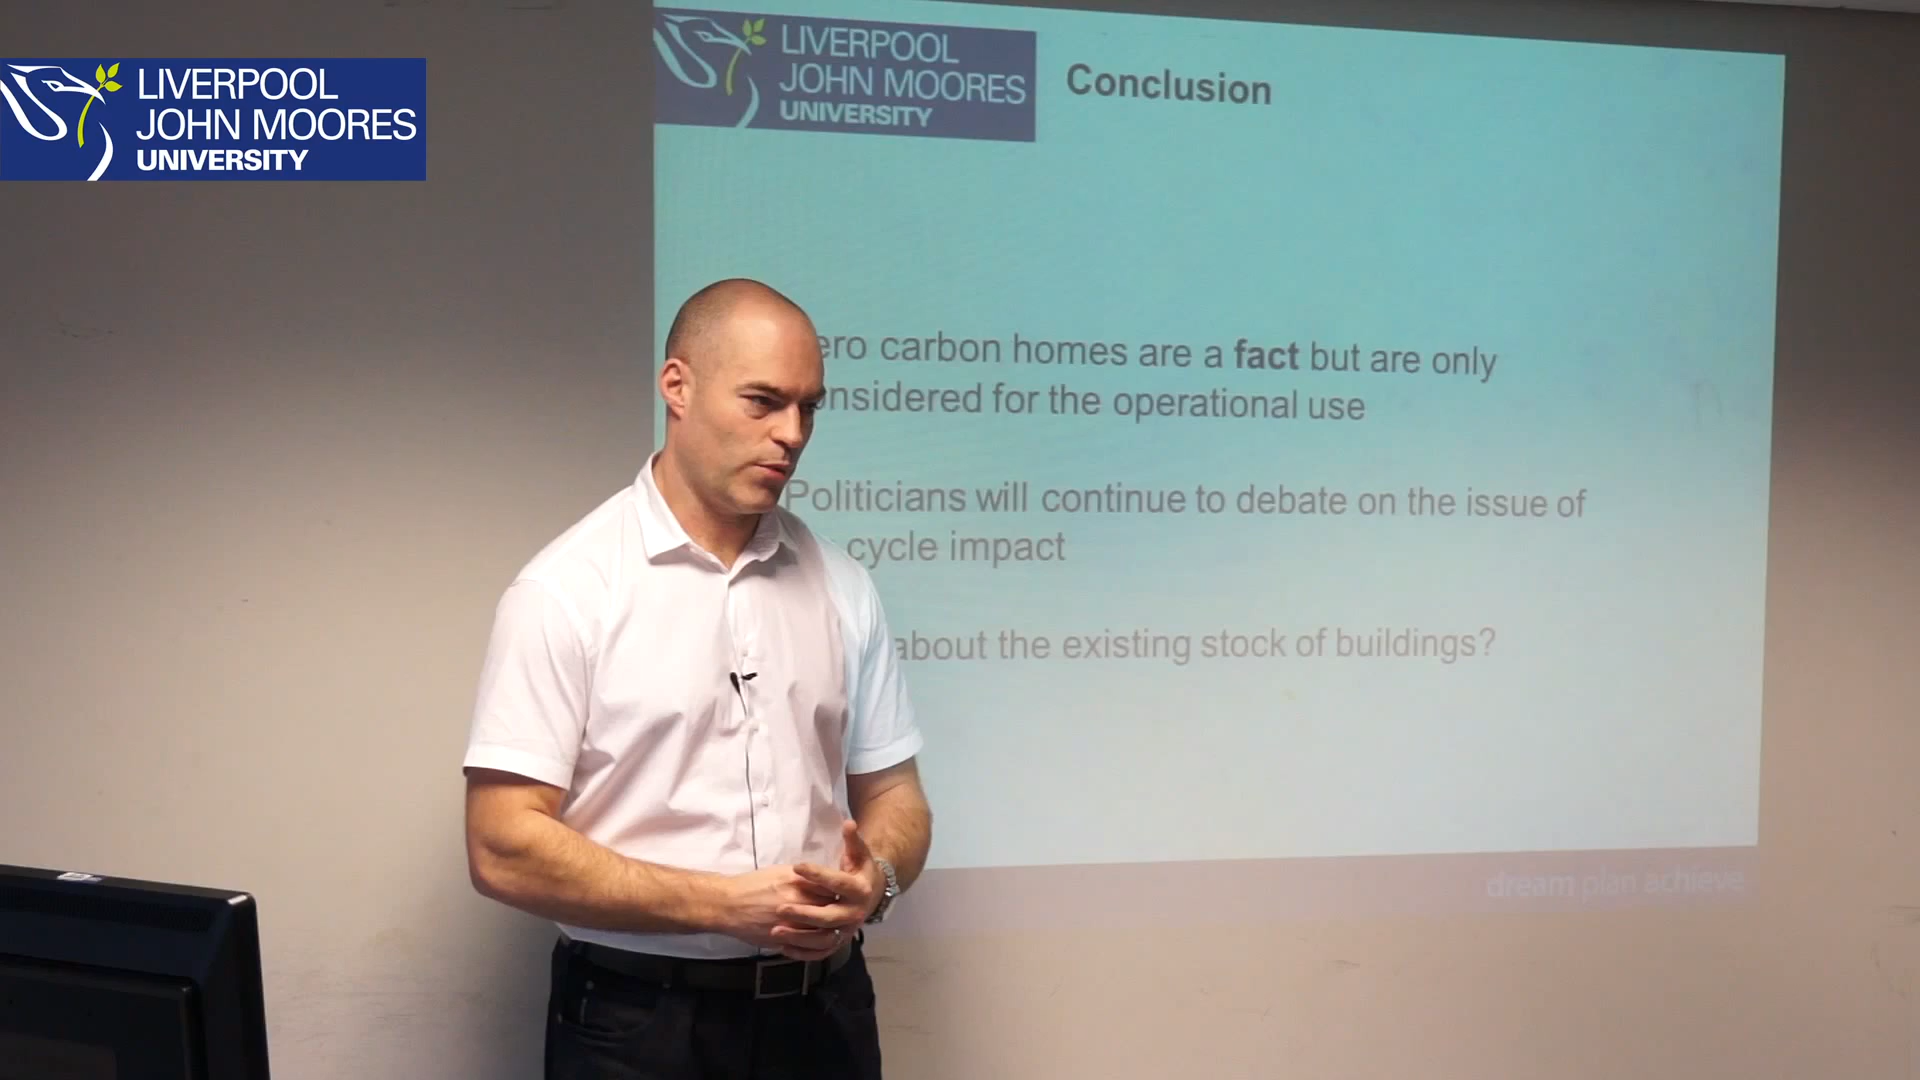 LIVERPOOL
JOHN MOORES
UNIVERSITY
LIVERPOOL
JOHN MOORES
UNIVERSITY
Conclusion
carbon homes are a fact but are only
for the operational use
Politicians will continue to debate on the issue of
cycle impact
about the existing stock of buildings?
dream plan achieve